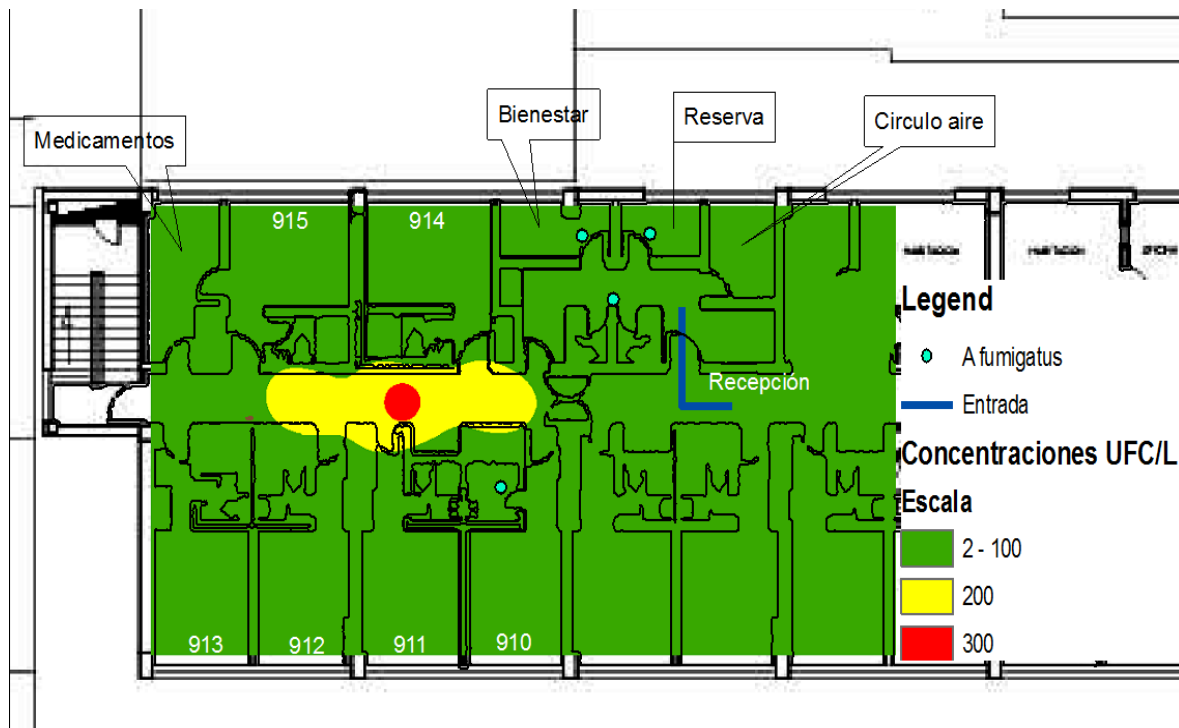 Medicamentos
Bienestar
Reserva
Circulo aire
915
914
Recepción
913
912
911
910
Legend
A fumigatus
Entrada
Concentraciones UFC/L
Escala
2 - 100
200
300